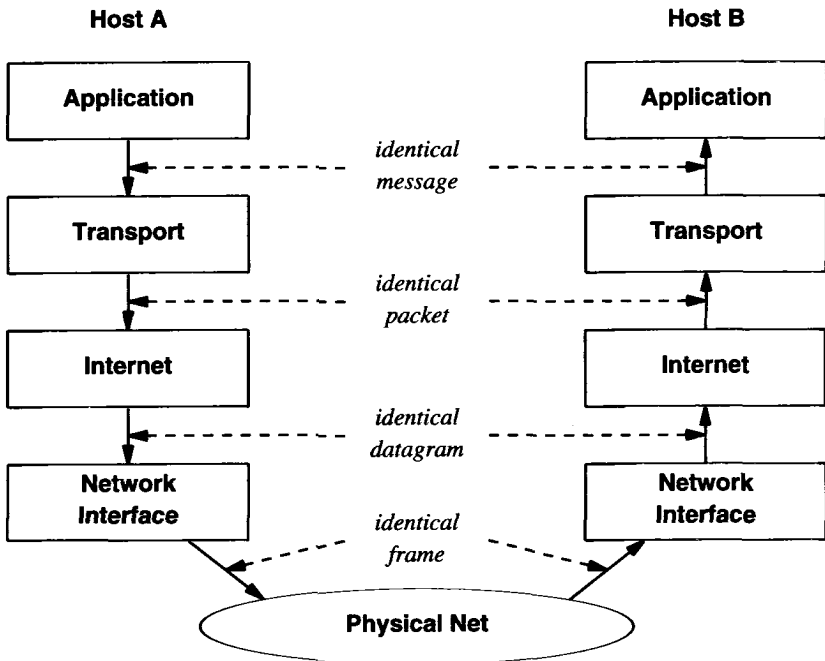 Host A
Host B
Application
Application
identical
message
Transport
Transport
identical
packet
Internet
Internet
identical
datagram
Network
Interface
Network
Interface
identical
frame
Physical Net